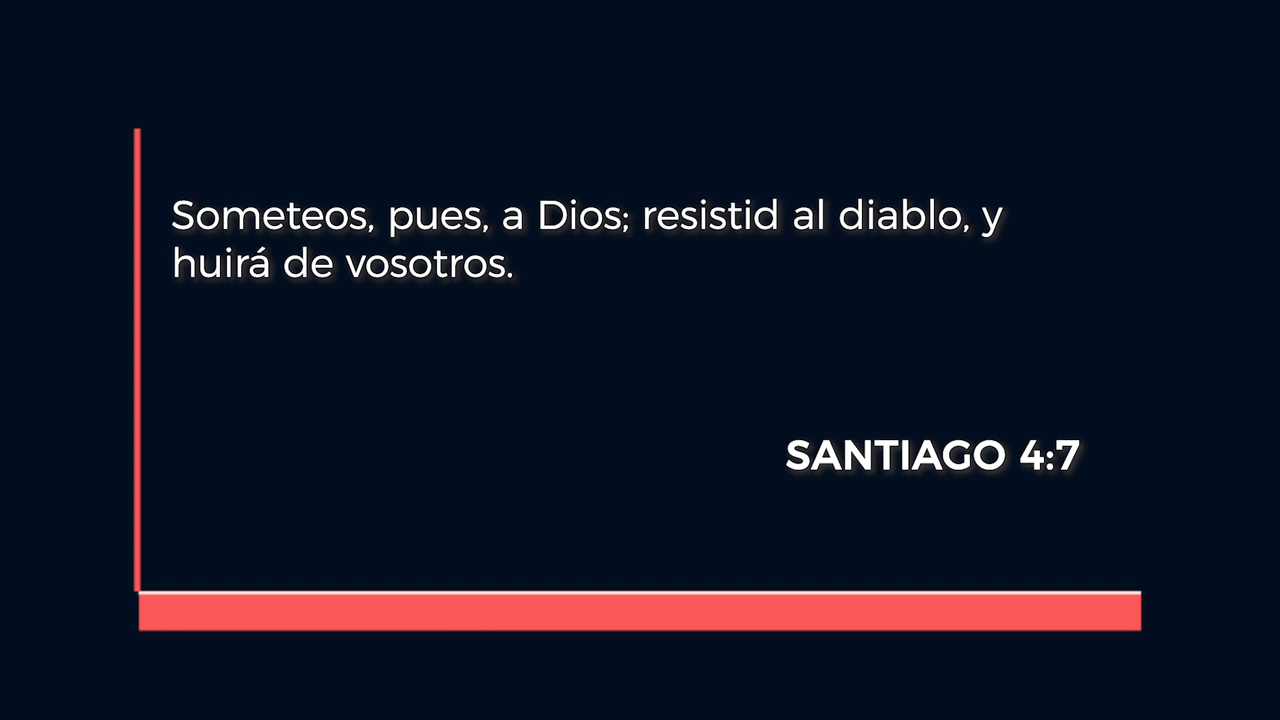 Someteos, pues, a Dios; resistid al diablo, y
huirá de vosotros.
SANTIAGO 4:7